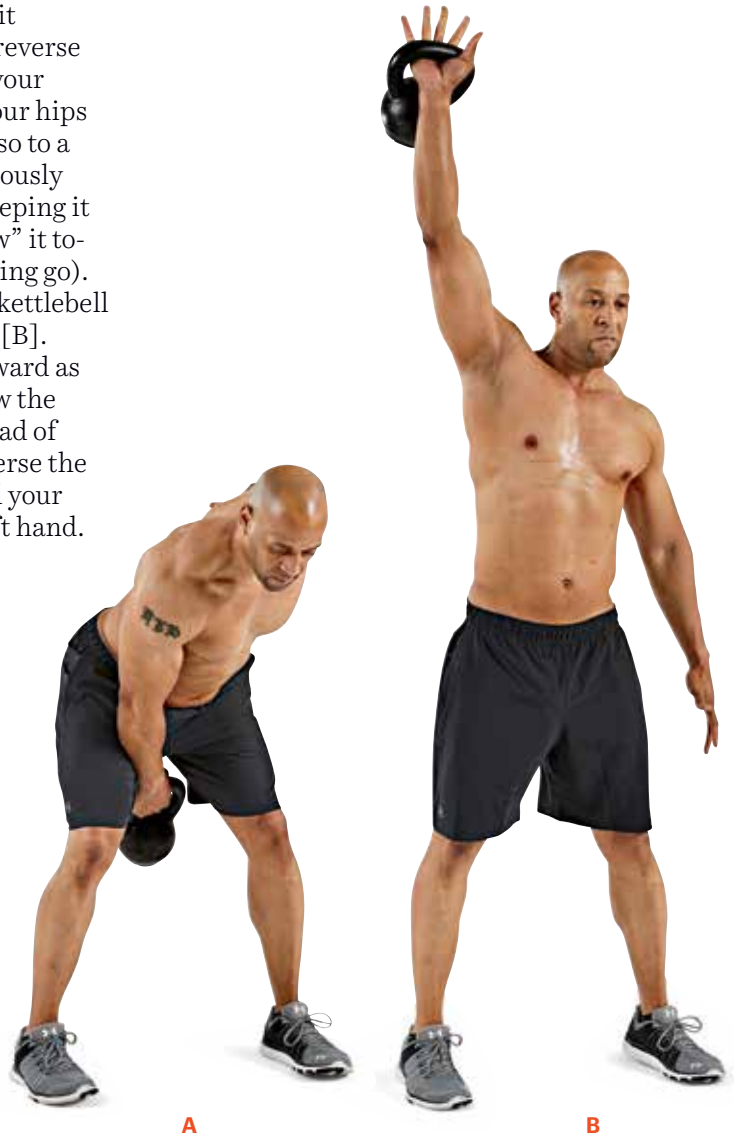 it
reverse
your
our hips
so to a
ously
eping it
w” it to-
ing go).
kettlebell
[B].
ward as
w the
ad of
erse the
l your
ft hand.
A
B